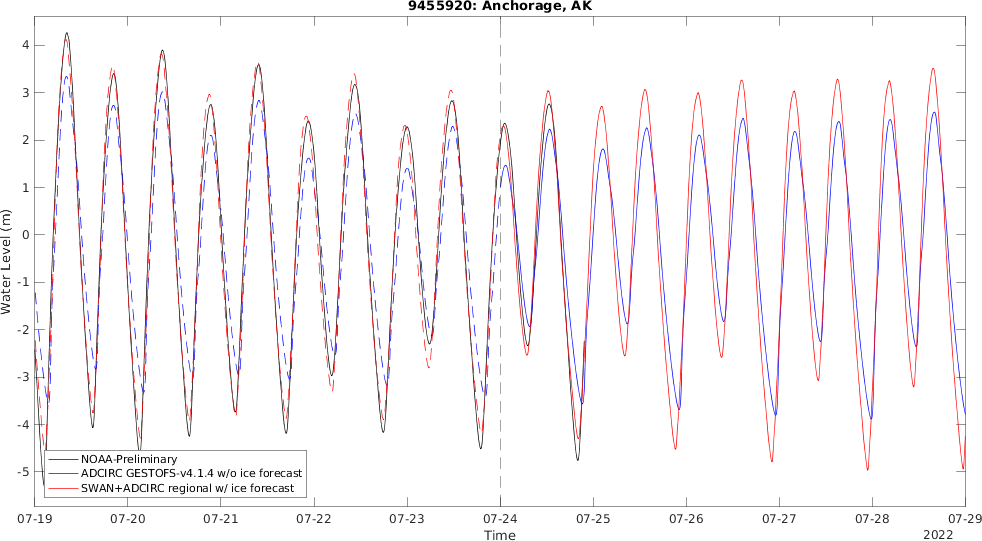 9455920: Anchorage, AK
Water Level (m)
4
3
2
1
0
-1
-2
-3
-4
-5
NOAA-Preliminary
ADCIRC GESTOFS-v4.1.4 w/o ice forecast
SWAN+ADCIRC regional w/ ice forecast
07-19 07-20 07-21 07-22 07-23 07-24 07-25 07-26 07-27 07-28 07-29
Time
2022